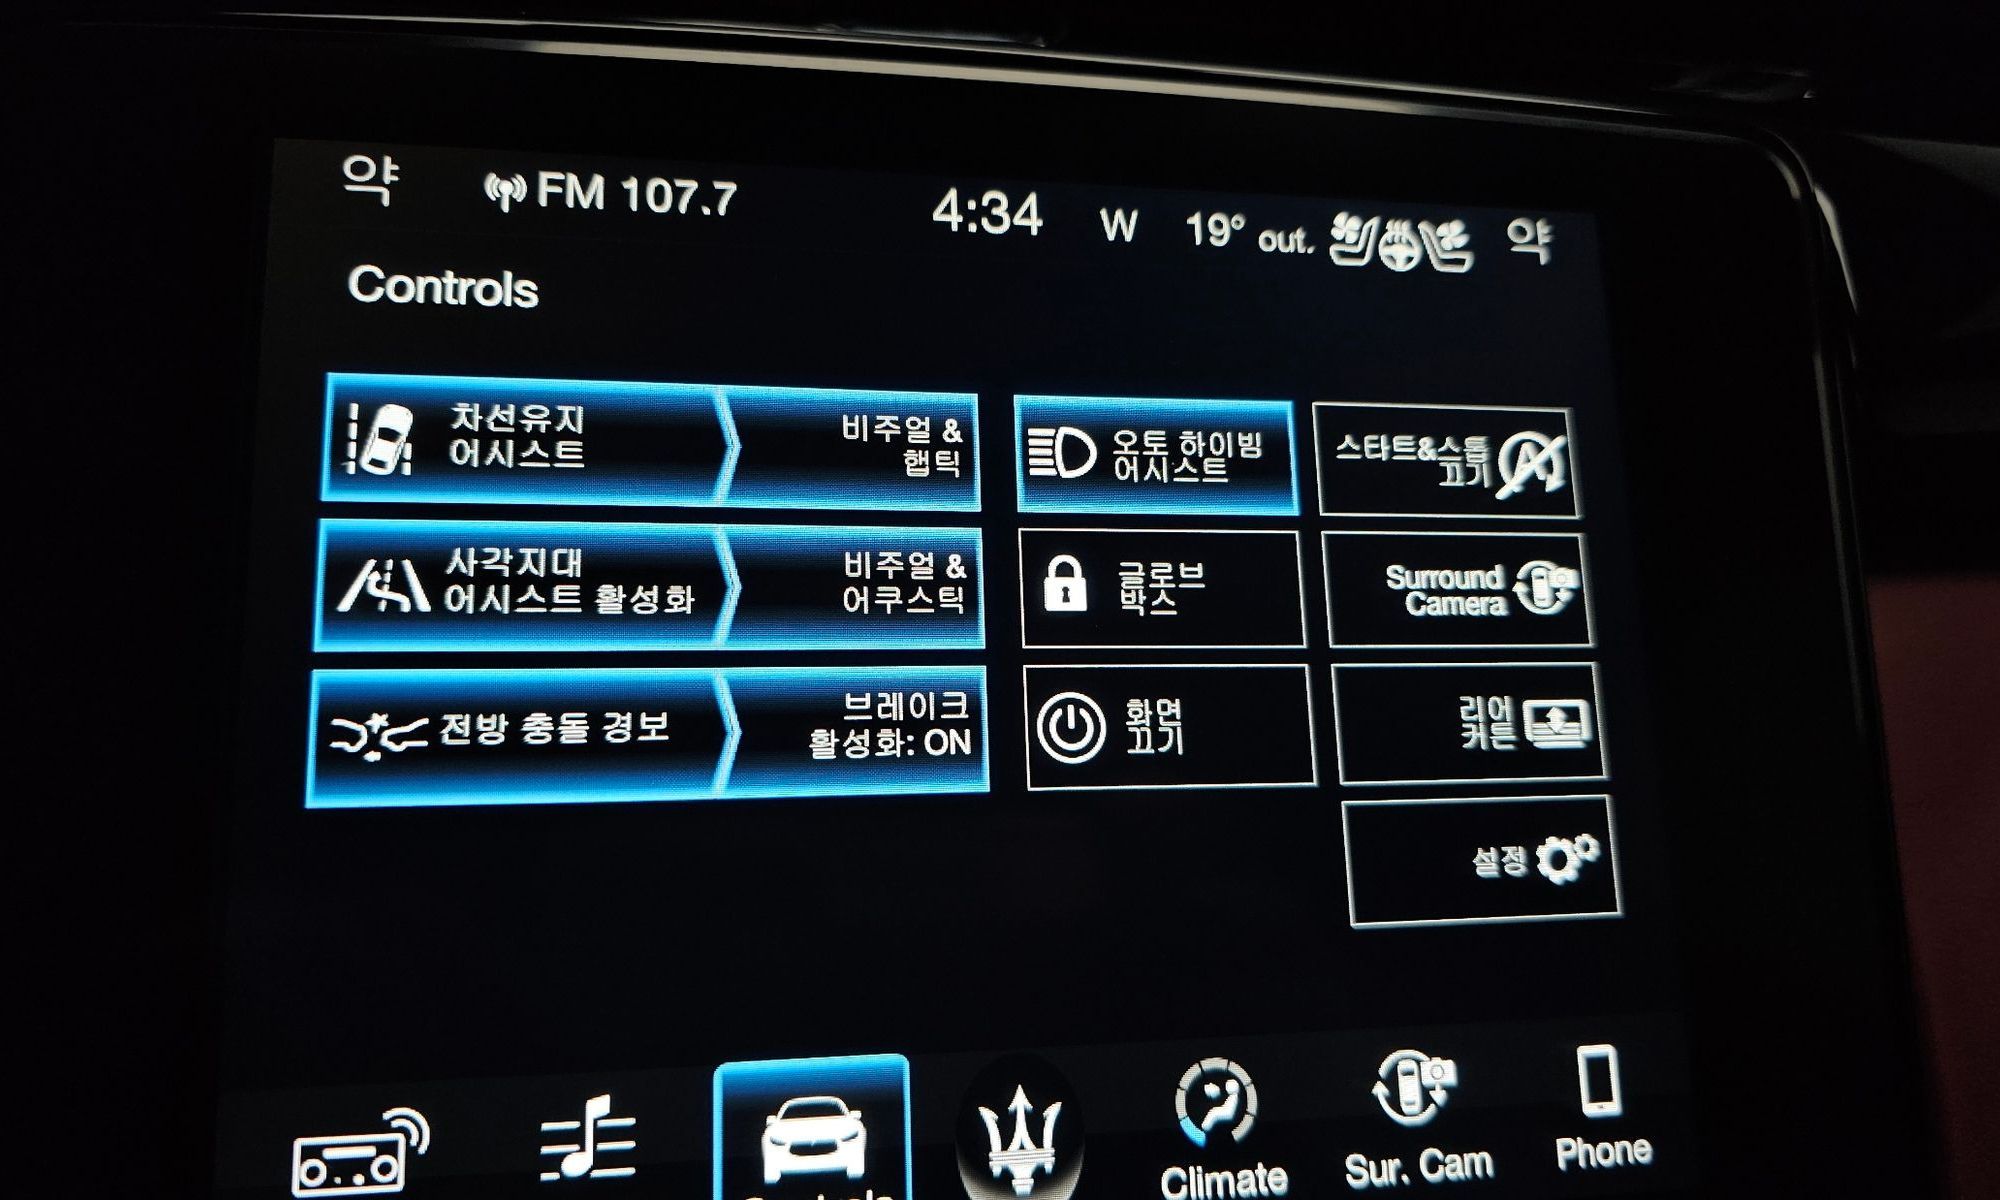 약 FM 107.7 4:34 W 19° out. 약
Controls
차선유지
어시스트
비주얼 &
햅틱
오토 하이빔
어시스트
스타트&스톱
끄기
사각지대
어시스트 활성화
비주얼 &
어쿠스틱
글로브
박스
Surround
Camera
전방 충돌 경보
브레이크
활성화: ON
화면
끄기
리어
커튼
설정
Controls
Climate
Sur. Cam
Phone